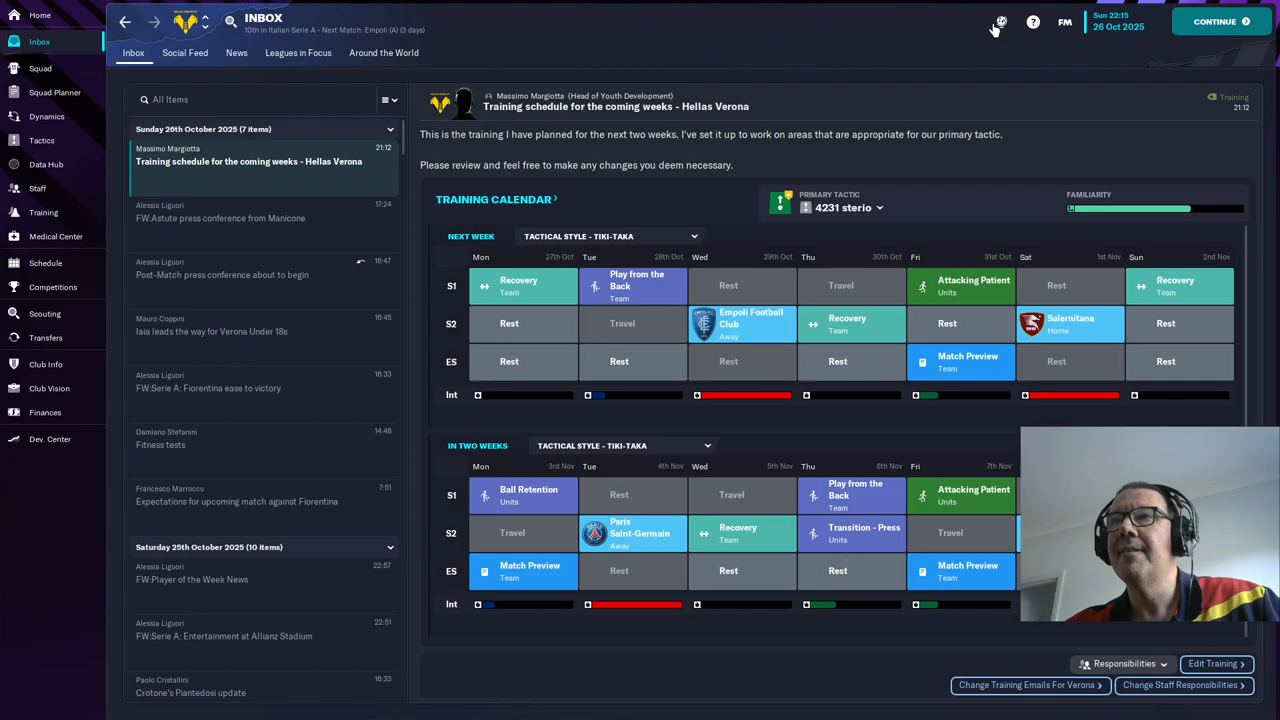 Home
Inbox
Squad
Squad Planner
Dynamics
Tactics
Data Hub
Staff
Training
Medical Center
Schedule
Competitions
Scouting
Transfers
Club Info
Club Vision
Finances
Dev. Center
INBOX
10th in Italian Serie A - Next Match: Empoli (A) (3 days)
FM
Sun 22:15
26 Oct 2025
CONTINUE
Inbox
Social Feed
News
Leagues in Focus
Around the World
All Items
Sunday 26th October 2025 (7 items)
Massimo Margiotta 21:12
Training schedule for the coming weeks - Hellas Verona
Alessia Liguori 17:24
FW:Astute press conference from Manicone
Alessia Liguori 16:47
Post-Match press conference about to begin
Mauro Coppini 16:45
Iaia leads the way for Verona Under 18s
Alessia Liguori 16:33
FW:Serie A: Fiorentina ease to victory
Damiano Stefanini 14:48
Fitness tests
Francesco Marroccu 7:51
Expectations for upcoming match against Fiorentina
Saturday 25th October 2025 (10 items)
Alessia Liguori 22:57
FW:Player of the Week News
Alessia Liguori 22:51
FW:Serie A: Entertainment at Allianz Stadium
Paolo Cristallini 16:33
Crotone's Piantedosi update
Massimo Margiotta (Head of Youth Development)
Training schedule for the coming weeks - Hellas Verona
Training
21:12
This is the training I have planned for the next two weeks. I've set it up to work on areas that are appropriate for our primary tactic.
Please review and feel free to make any changes you deem necessary.
TRAINING CALENDAR
PRIMARY TACTIC
4231 sterio
FAMILIARITY
NEXT WEEK
TACTICAL STYLE - TIKI-TAKA
Mon 27th Oct Tue 28th Oct Wed 29th Oct Thu 30th Oct Fri 31st Oct Sat 1st Nov Sun 2nd Nov
S1
Recovery
Team
Play from the
Back
Team
Rest
Travel
Attacking Patient
Units
Rest
Recovery
Team
S2
Rest
Travel
Empoli Football
Club
Away
Recovery
Team
Rest
Salernitana
Home
Rest
ES
Rest
Rest
Rest
Rest
Match Preview
Team
Rest
Rest
Int
IN TWO WEEKS
TACTICAL STYLE - TIKI-TAKA
Mon 3rd Nov Tue 4th Nov Wed 5th Nov Thu 6th Nov Fri 7th Nov
S1
Ball Retention
Units
Rest
Travel
Play from the
Back
Team
Attacking Patient
Units
S2
Travel
Paris
Saint-Germain
Away
Recovery
Team
Transition - Press
Units
Travel
ES
Match Preview
Team
Rest
Rest
Rest
Match Preview
Team
Int
Responsibilities
Edit Training
Change Training Emails For Verona
Change Staff Responsibilities